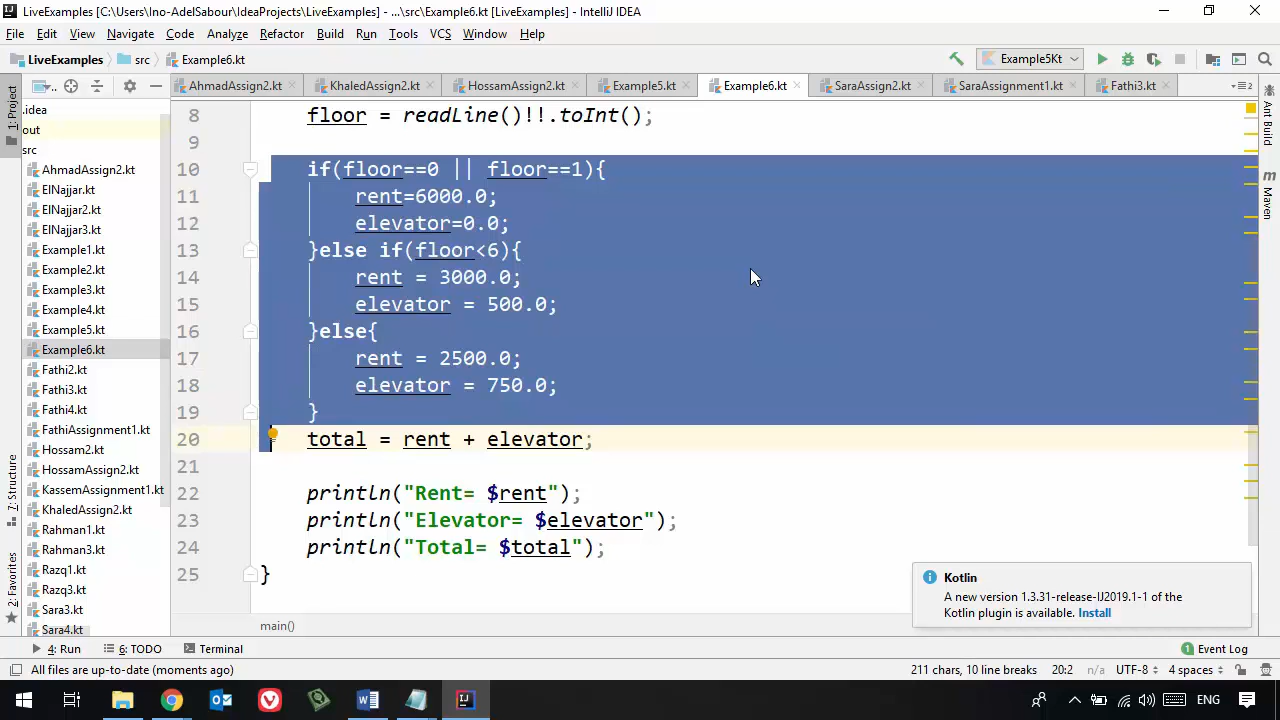 LiveExamples [C:\Users\Ino-AdelSabour\IdeaProjects\LiveExamples] - ...\src\Example6.kt [LiveExamples] - IntelliJ IDEA
File Edit View Navigate Code Analyze Refactor Build Run Tools VCS Window Help
LiveExamples src Example6.kt Example5Kt
AhmadAssign2.kt KhaledAssign2.kt HossamAssign2.kt Example5.kt Example6.kt SaraAssign2.kt SaraAssignment1.kt Fathi3.kt
1: Project
.idea
out
src
AhmadAssign2.kt
ElNajjar.kt
ElNajjar2.kt
ElNajjar3.kt
Example1.kt
Example2.kt
Example3.kt
Example4.kt
Example5.kt
Example6.kt
Fathi2.kt
Fathi3.kt
Fathi4.kt
FathiAssignment1.kt
Hossam2.kt
HossamAssign2.kt
KassemAssignment1.kt
KhaledAssign2.kt
Rahman1.kt
Rahman3.kt
Razq1.kt
Razq3.kt
Sara3.kt
Sara4.kt
7: Structure
2: Favorites
8 floor = readLine()!!.toInt();
9
10 if(floor==0 || floor==1){
11 rent=6000.0;
12 elevator=0.0;
13 }else if(floor<6){
14 rent = 3000.0;
15 elevator = 500.0;
16 }else{
17 rent = 2500.0;
18 elevator = 750.0;
19 }
20 total = rent + elevator;
21
22 println("Rent= $rent");
23 println("Elevator= $elevator");
24 println("Total= $total");
25 }
main()
Ant Build
m Maven
Kotlin
A new version 1.3.31-release-IJ2019.1-1 of the
Kotlin plugin is available. Install
4: Run 6: TODO Terminal 1 Event Log
All files are up-to-date (moments ago) 211 chars, 10 line breaks 20:2 n/a UTF-8 4 spaces
ENG